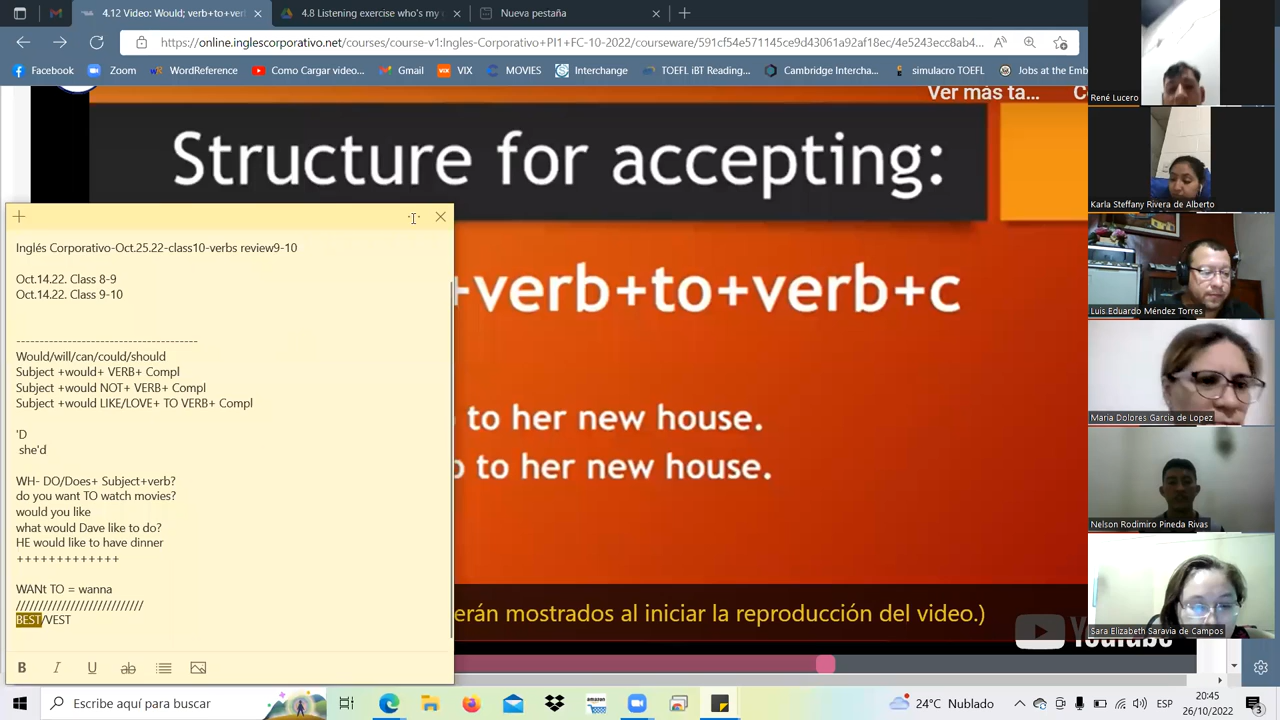 4.12 Video: to+ver
4.8 Listening exercise who's m
Nueva pestaña
https://online.inglescorporativo.net/courses/course-v1:Ingles-Corporativo+PI1+FC-10-2022/courseware/591cf54e571145ce9d43061a92af18ec/4e5243ecc8ab4...
Facebook
Zoom
WordReference
Como Cargar video...
Gmail
VIX
MOVIES
Interchange
TOEFL iBT Reading...
Cambridge Intercha...
simulacro TOEFL
Jobs at the Emb
Ver más ta...
Structure for accepting:
+verb+to+verb+c
to her new house.
to her new house.
erán mostrados al iniciar la reproducción del video.)
Inglés Corporativo-Oct.25.22-class10-verbs review9-10
Oct.14.22. Class 8-9
Oct.14.22. Class 9-10
--------------------------------------
Would/will/can/could/should
Subject +would+ VERB+ Compl
Subject +would NOT+ VERB+ Compl
Subject +would LIKE/LOVE+ TO VERB+ Compl
'D
she'd
WH- DO/Does+ Subject+verb?
do you want TO watch movies?
would you like
what would Dave like to do?
HE would like to have dinner
+++++++++++++
WANt TO = wanna
///////////////////////////
BEST/VEST
B I U ab
René Lucero
Karla Steffany Rivera de Alberto
Luis Eduardo Méndez Torres
Maria Dolores Garcia de Lopez
Nelson Rodimiro Pineda Rivas
Sara Elizabeth Saravia de Campos
Escribe aquí para buscar
amazon
24°C Nublado
ESP
20:45
26/10/2022
3